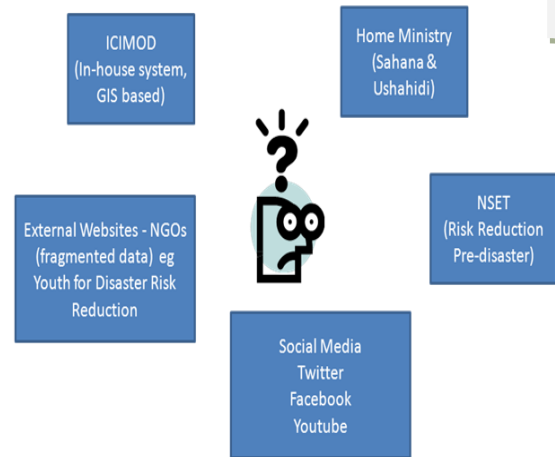 ICIMOD
(In-house system,
GIS based)
Home Ministry
(Sahana &
Ushahidi)
?
External Websites - NGOs
(fragmented data) eg
Youth for Disaster Risk
Reduction
NSET
(Risk Reduction
Pre-disaster)
Social Media
Twitter
Facebook
Youtube